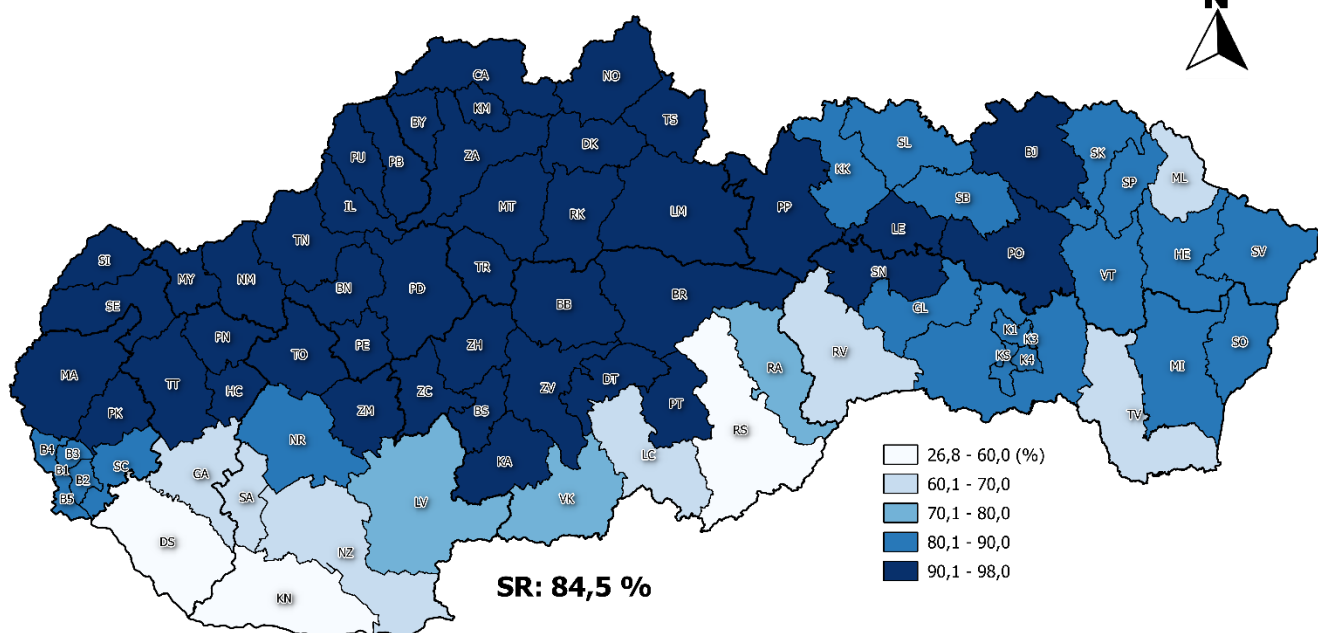 N
CA
NO
KM
TS
BY
DK
PU
PB
ZA
SL
BJ
SK
KK
SP
ML
IL
MT
RK
LM
PP
SB
LE
TN
PO
HE
SV
VT
SI
MY
NM
TR
SN
BN
PD
BR
SE
BB
GL
PN
K1
K3
TO
PE
ZH
RV
KS
K4
SO
MI
MA
TT
HC
ZC
DT
RA
PK
ZM
BS
ZV
PT
TV
RS
NR
B4
B3
SC
B1
B2
B5
GA
SA
KA
LC
LV
VK
DS
NZ
KN
26,8 - 60,0 (%)
60,1 - 70,0
70,1 - 80,0
80,1 - 90,0
90,1 - 98,0
SR: 84,5 %